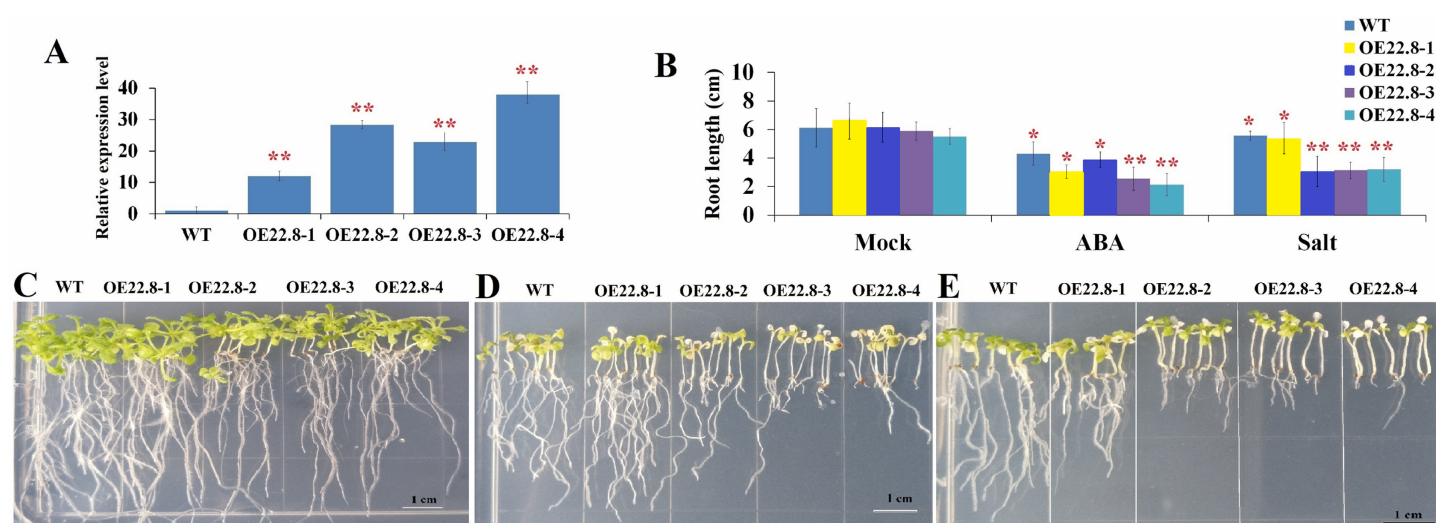 A
Relative expression level
40
30
20
10
0
** ** ** **
WT OE22.8-1 OE22.8-2 OE22.8-3 OE22.8-4
B
Root length (cm)
10
8
6
4
2
0
* * * ** ** * * ** ** **
Mock ABA Salt
WT
OE22.8-1
OE22.8-2
OE22.8-3
OE22.8-4
C
WT OE22.8-1 OE22.8-2 OE22.8-3 OE22.8-4
1 cm
D
WT OE22.8-1 OE22.8-2 OE22.8-3 OE22.8-4
1 cm
E
WT OE22.8-1 OE22.8-2 OE22.8-3 OE22.8-4
1 cm